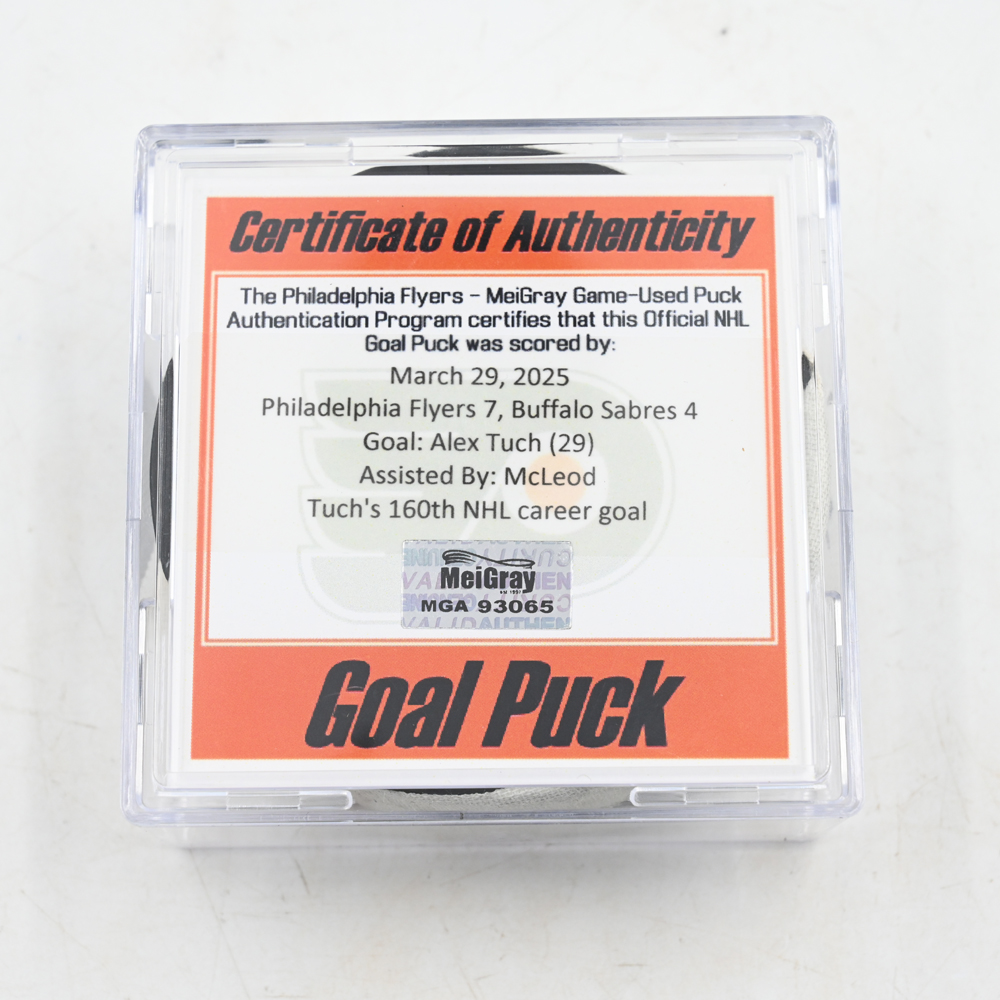 Certificate of Authenticity
The Philadelphia Flyers - MeiGray Game-Used Puck
Authentication Program certifies that this Official NHL
Goal Puck was scored by:
March 29, 2025
Philadelphia Flyers 7, Buffalo Sabres 4
Goal: Alex Tuch (29)
Assisted By: McLeod
Tuch's 160th NHL career goal
MeiGray
MGA 93065
Goal Puck